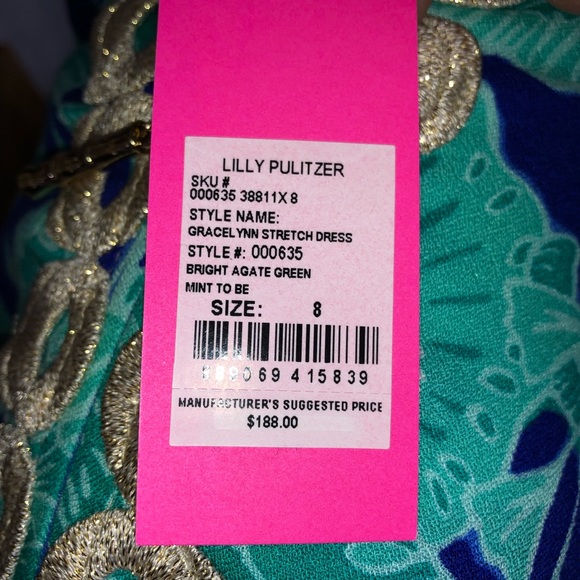 LILLY PULITZER
SKU #
000635 38811X 8
STYLE NAME:
GRACELYNN STRETCH DRESS
STYLE #: 000635
BRIGHT AGATE GREEN
MINT TO BE
SIZE: 8
069 415839
MANUFACTURER'S SUGGESTED PRICE
$188.00